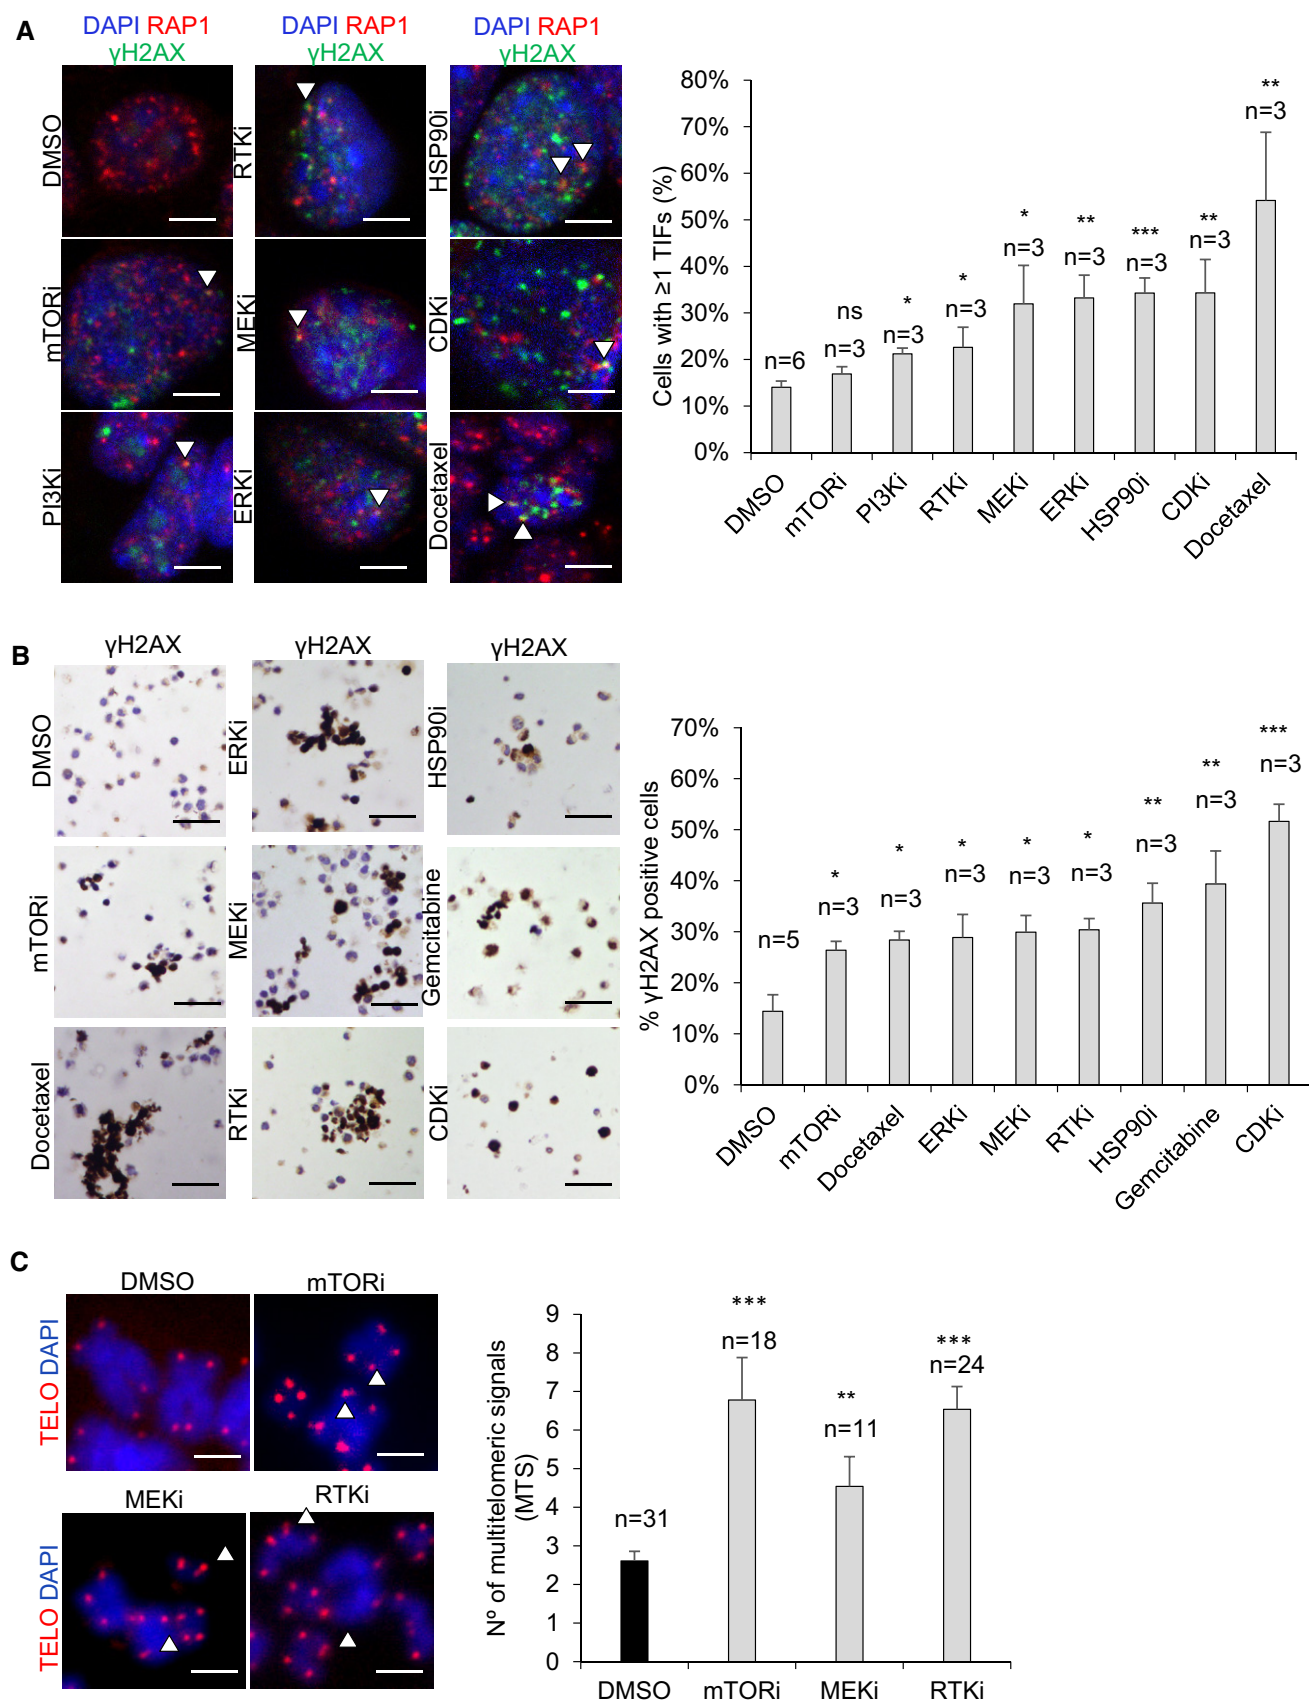 A
DAPI RAP1
γH2AX
DAPI RAP1
γH2AX
DAPI RAP1
γH2AX
DMSO
RTKi
HSP90i
mTORi
MEKi
CDKi
PI3Ki
ERKi
Docetaxel
Cells with ≥1 TIFs (%)
80%
70%
60%
50%
40%
30%
20%
10%
0%
n=6
ns
n=3
*
n=3
*
n=3
*
n=3
**
n=3
***
n=3
**
n=3
**
n=3
DMSO
mTORi
PI3Ki
RTKi
MEKi
ERKi
HSP90i
CDKi
Docetaxel
B
γH2AX
γH2AX
γH2AX
DMSO
ERKi
HSP90i
mTORi
MEKi
Gemcitabine
Docetaxel
RTKi
CDKi
% γH2AX positive cells
70%
60%
50%
40%
30%
20%
10%
0%
n=5
*
n=3
*
n=3
*
n=3
*
n=3
*
n=3
**
n=3
**
n=3
***
n=3
DMSO
mTORi
Docetaxel
ERKi
MEKi
RTKi
HSP90i
Gemcitabine
CDKi
C
DMSO
mTORi
TELO DAPI
MEKi
RTKi
TELO DAPI
Nº of multitelomeric signals
(MTS)
9
8
7
6
5
4
3
2
1
0
n=31
***
n=18
**
n=11
***
n=24
DMSO
mTORi
MEKi
RTKi